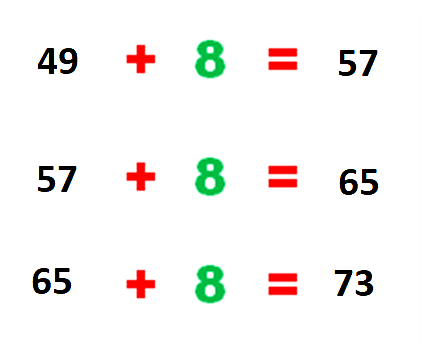 49 + 8 = 57
57 + 8 = 65
65 + 8 = 73